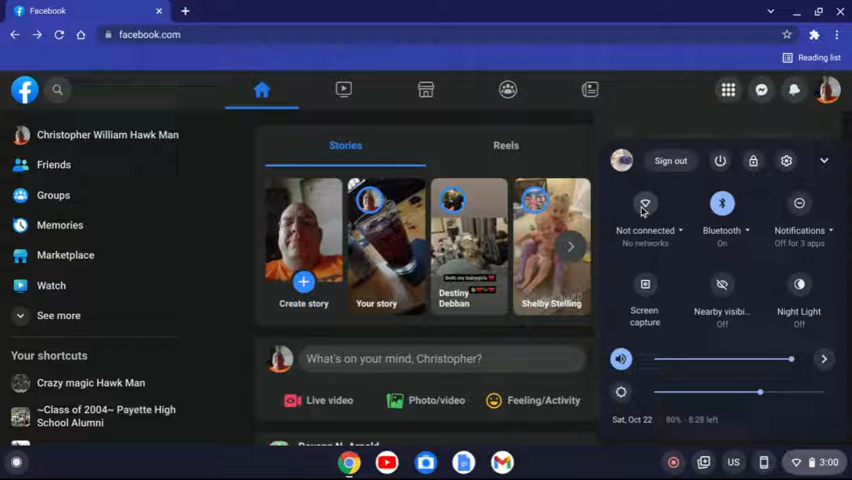 Facebook
facebook.com
Reading list
Christopher William Hawk Man
Friends
Groups
Memories
Marketplace
Watch
See more
Your shortcuts
Crazy magic Hawk Man
~Class of 2004~ Payette High
School Alumni
Stories
Reels
Create story
Your story
Destiny
Debban
Shelby Stelling
What's on your mind, Christopher?
Live video
Photo/video
Feeling/Activity
Sign out
Not connected
No networks
Bluetooth
On
Notifications
Off for 3 apps
Screen
capture
Nearby visibi...
Off
Night Light
Off
Sat, Oct 22
80% - 8:28 left
US
3:00